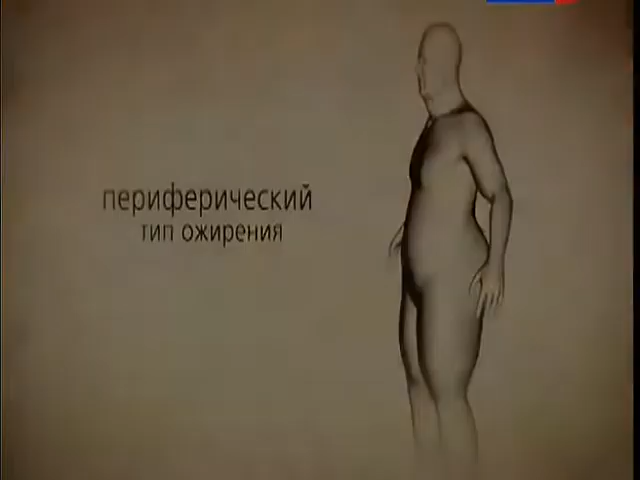 периферический
тип ожирения